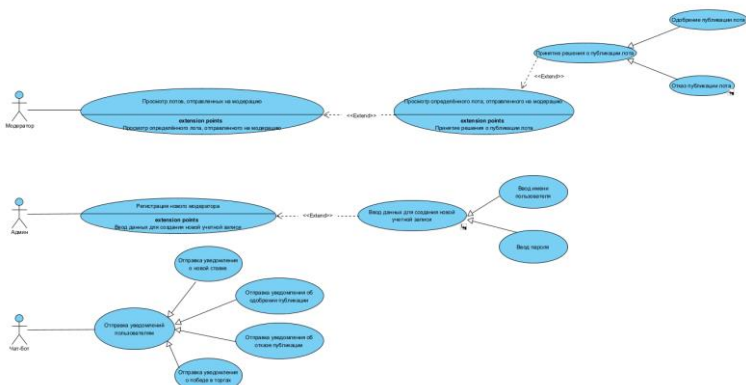 Одобрение публикации лота
Принятие решения о публикации лота
<<Extend>>
Отказ публикации лота
Просмотр лотов, отправленных на модерацию
extension points
Просмотр определённого лота, отправленного на модерацию
<<Extend>>
Просмотр определённого лота, отправленного на модерацию
extension points
Принятие решения о публикации лота
Модератор
Регистрация нового модератора
extension points
Ввод данных для создания новой учетной записи
<<Extend>>
Ввод данных для создания новой
учетной записи
Ввод имени
пользователя
Ввод пароля
Админ
Отправка уведомления
о новой ставке
Отправка уведомления об
одобрении публикации
Отправка уведомлений
пользователям
Отправка уведомления об
отказе публикации
Отправка уведомления
о победе в торгах
Чат-бот